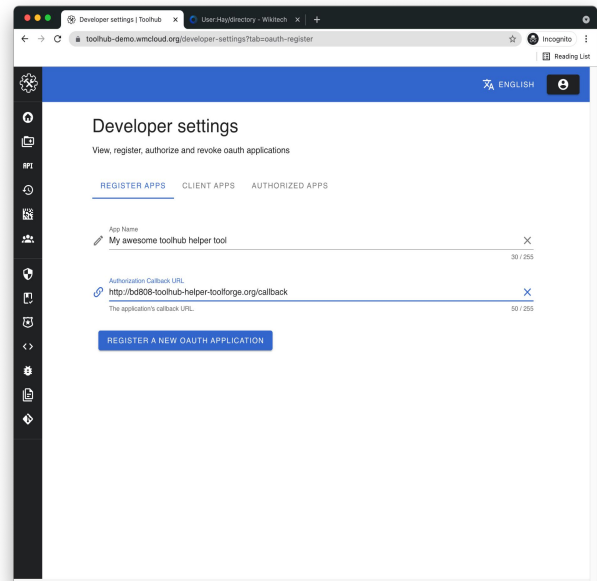 Developer settings | Toolhub
User:Hay/directory - Wikitech
toolhub-demo.wmcloud.org/developer-settings?tab=oauth-register
Incognito
Reading List
ENGLISH
API
Developer settings
View, register, authorize and revoke oauth applications
REGISTER APPS CLIENT APPS AUTHORIZED APPS
App Name
My awesome toolhub helper tool
30 / 255
Authorization Callback URL
http://bd808-toolhub-helper-toolforge.org/callback
The application's callback URL. 50 / 255
REGISTER A NEW OAUTH APPLICATION